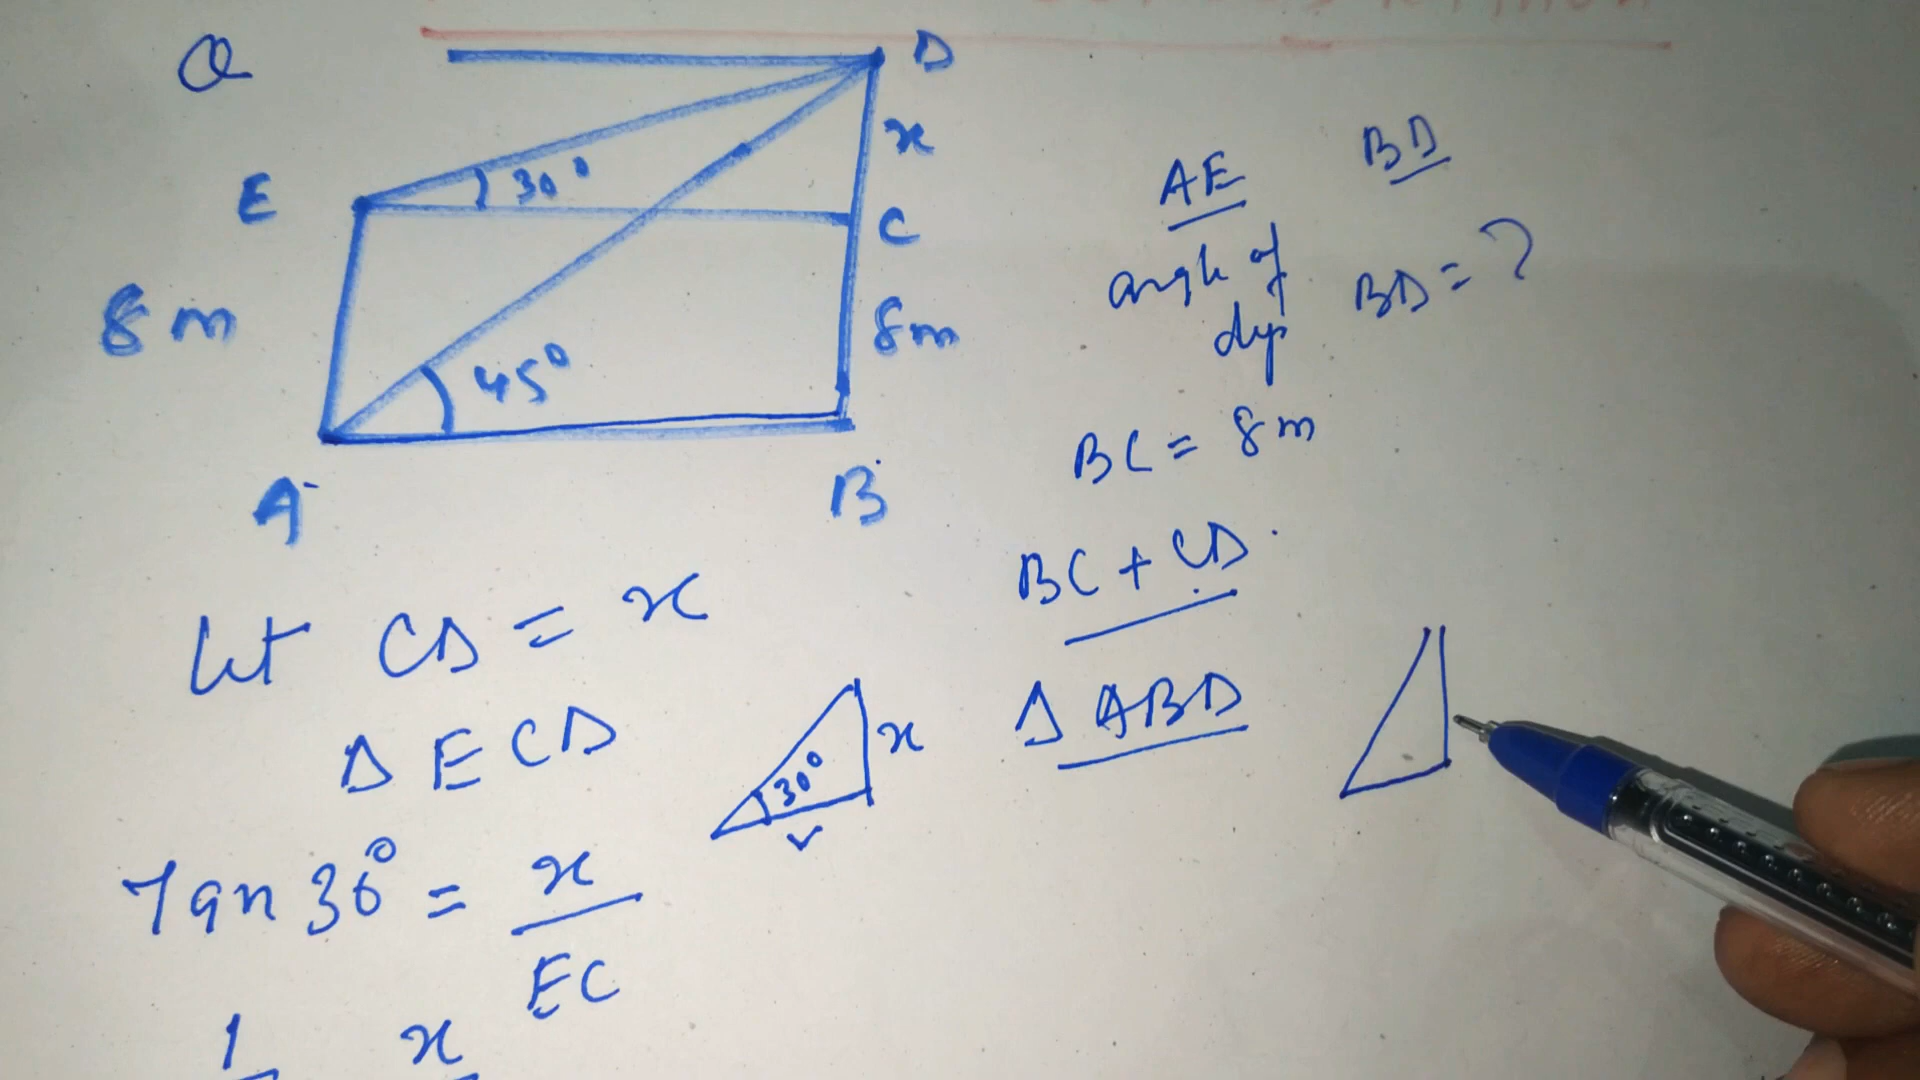 Q
D
x
E
30°
C
8 m
8m
45°
A
B
AE
BD
angle of
dip
BD = ?
BC = 8m
BC + CD
Let CD = x
Δ ECD
30°
x
Δ ABD
Tan 30° = x
EC
1
x